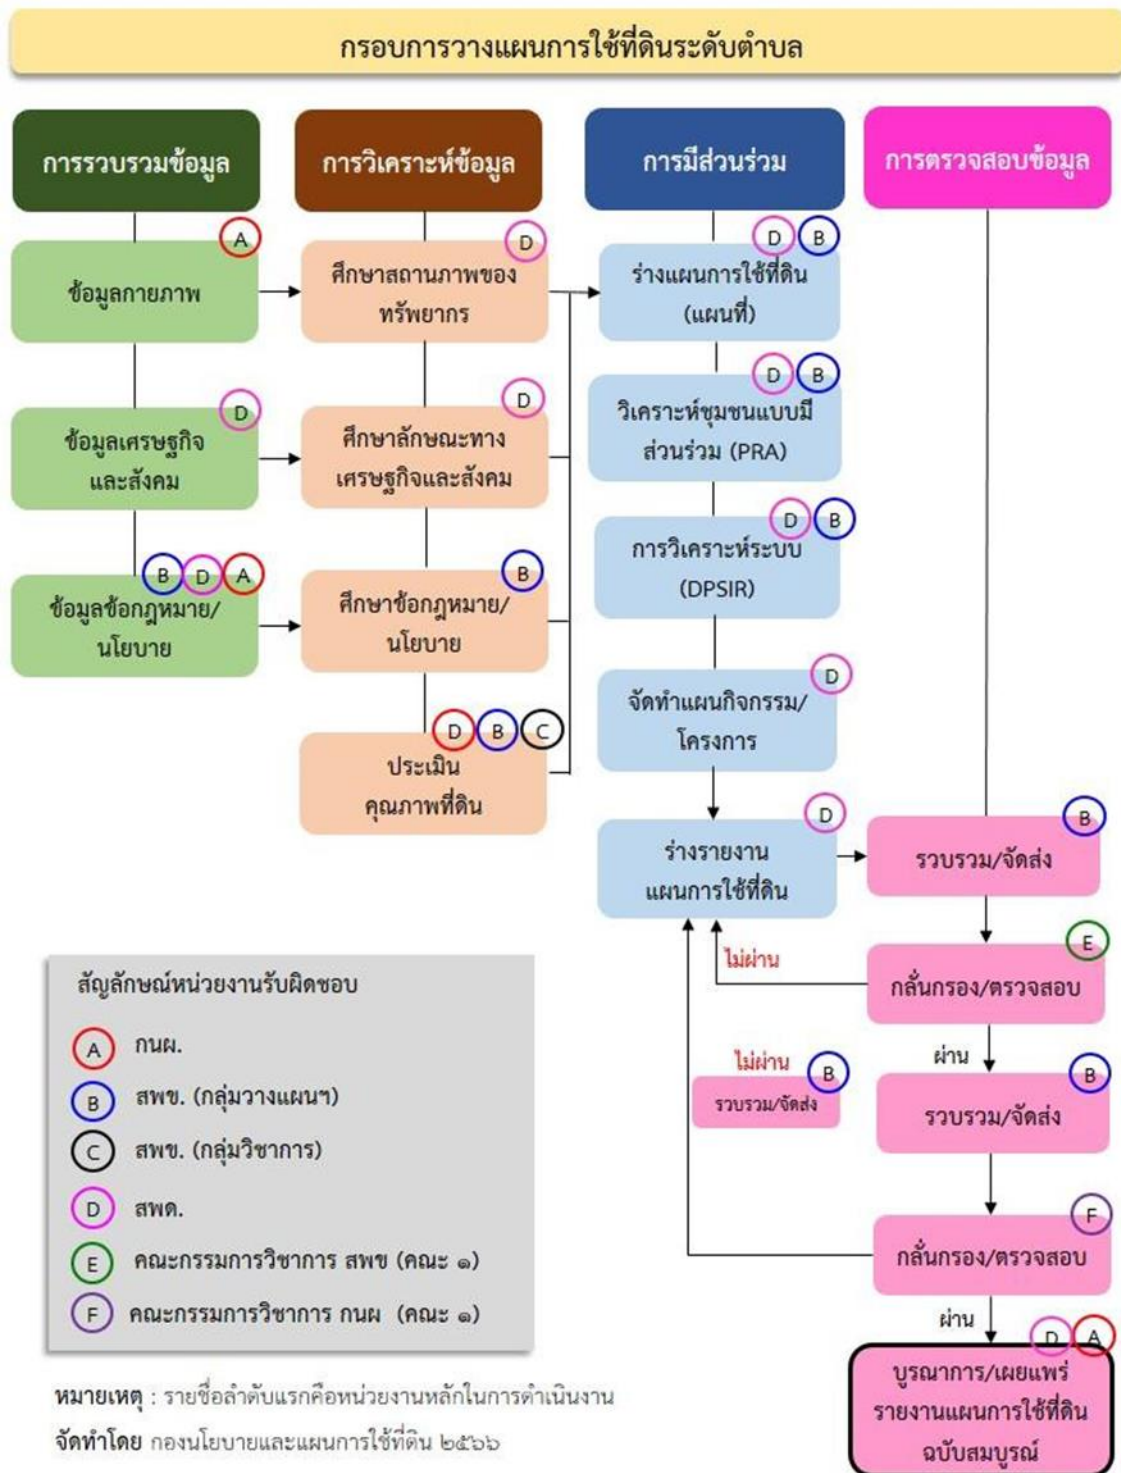 กรอบการวางแผนการใช้ที่ดินระดับตำบล
การรวบรวมข้อมูล
A
ข้อมูลกายภาพ
D
ข้อมูลเศรษฐกิจ
และสังคม
B D A
ข้อมูลข้อกฎหมาย/
นโยบาย
การวิเคราะห์ข้อมูล
D
ศึกษาสถานภาพของ
ทรัพยากร
D
ศึกษาลักษณะทาง
เศรษฐกิจและสังคม
B
ศึกษาข้อกฎหมาย/
นโยบาย
D B C
ประเมิน
คุณภาพที่ดิน
การมีส่วนร่วม
D B
ร่างแผนการใช้ที่ดิน
(แผนที่)
D B
วิเคราะห์ชุมชนแบบมี
ส่วนร่วม (PRA)
D B
การวิเคราะห์ระบบ
(DPSIR)
D
จัดทำแผนกิจกรรม/
โครงการ
D
ร่างรายงาน
แผนการใช้ที่ดิน
การตรวจสอบข้อมูล
B
รวบรวม/จัดส่ง
E
กลั่นกรอง/ตรวจสอบ
ไม่ผ่าน
ผ่าน
B
รวบรวม/จัดส่ง
ไม่ผ่าน
B
รวบรวม/จัดส่ง
F
กลั่นกรอง/ตรวจสอบ
ผ่าน
D A
บูรณาการ/เผยแพร่
รายงานแผนการใช้ที่ดิน
ฉบับสมบูรณ์
สัญลักษณ์หน่วยงานรับผิดชอบ
A กนผ.
B สพข. (กลุ่มวางแผนฯ)
C สพข. (กลุ่มวิชาการ)
D สพด.
E คณะกรรมการวิชาการ สพข (คณะ ๑)
F คณะกรรมการวิชาการ กนผ (คณะ ๑)
หมายเหตุ : รายชื่อลำดับแรกคือหน่วยงานหลักในการดำเนินงาน
จัดทำโดย กองนโยบายและแผนการใช้ที่ดิน ๒๕๖๖